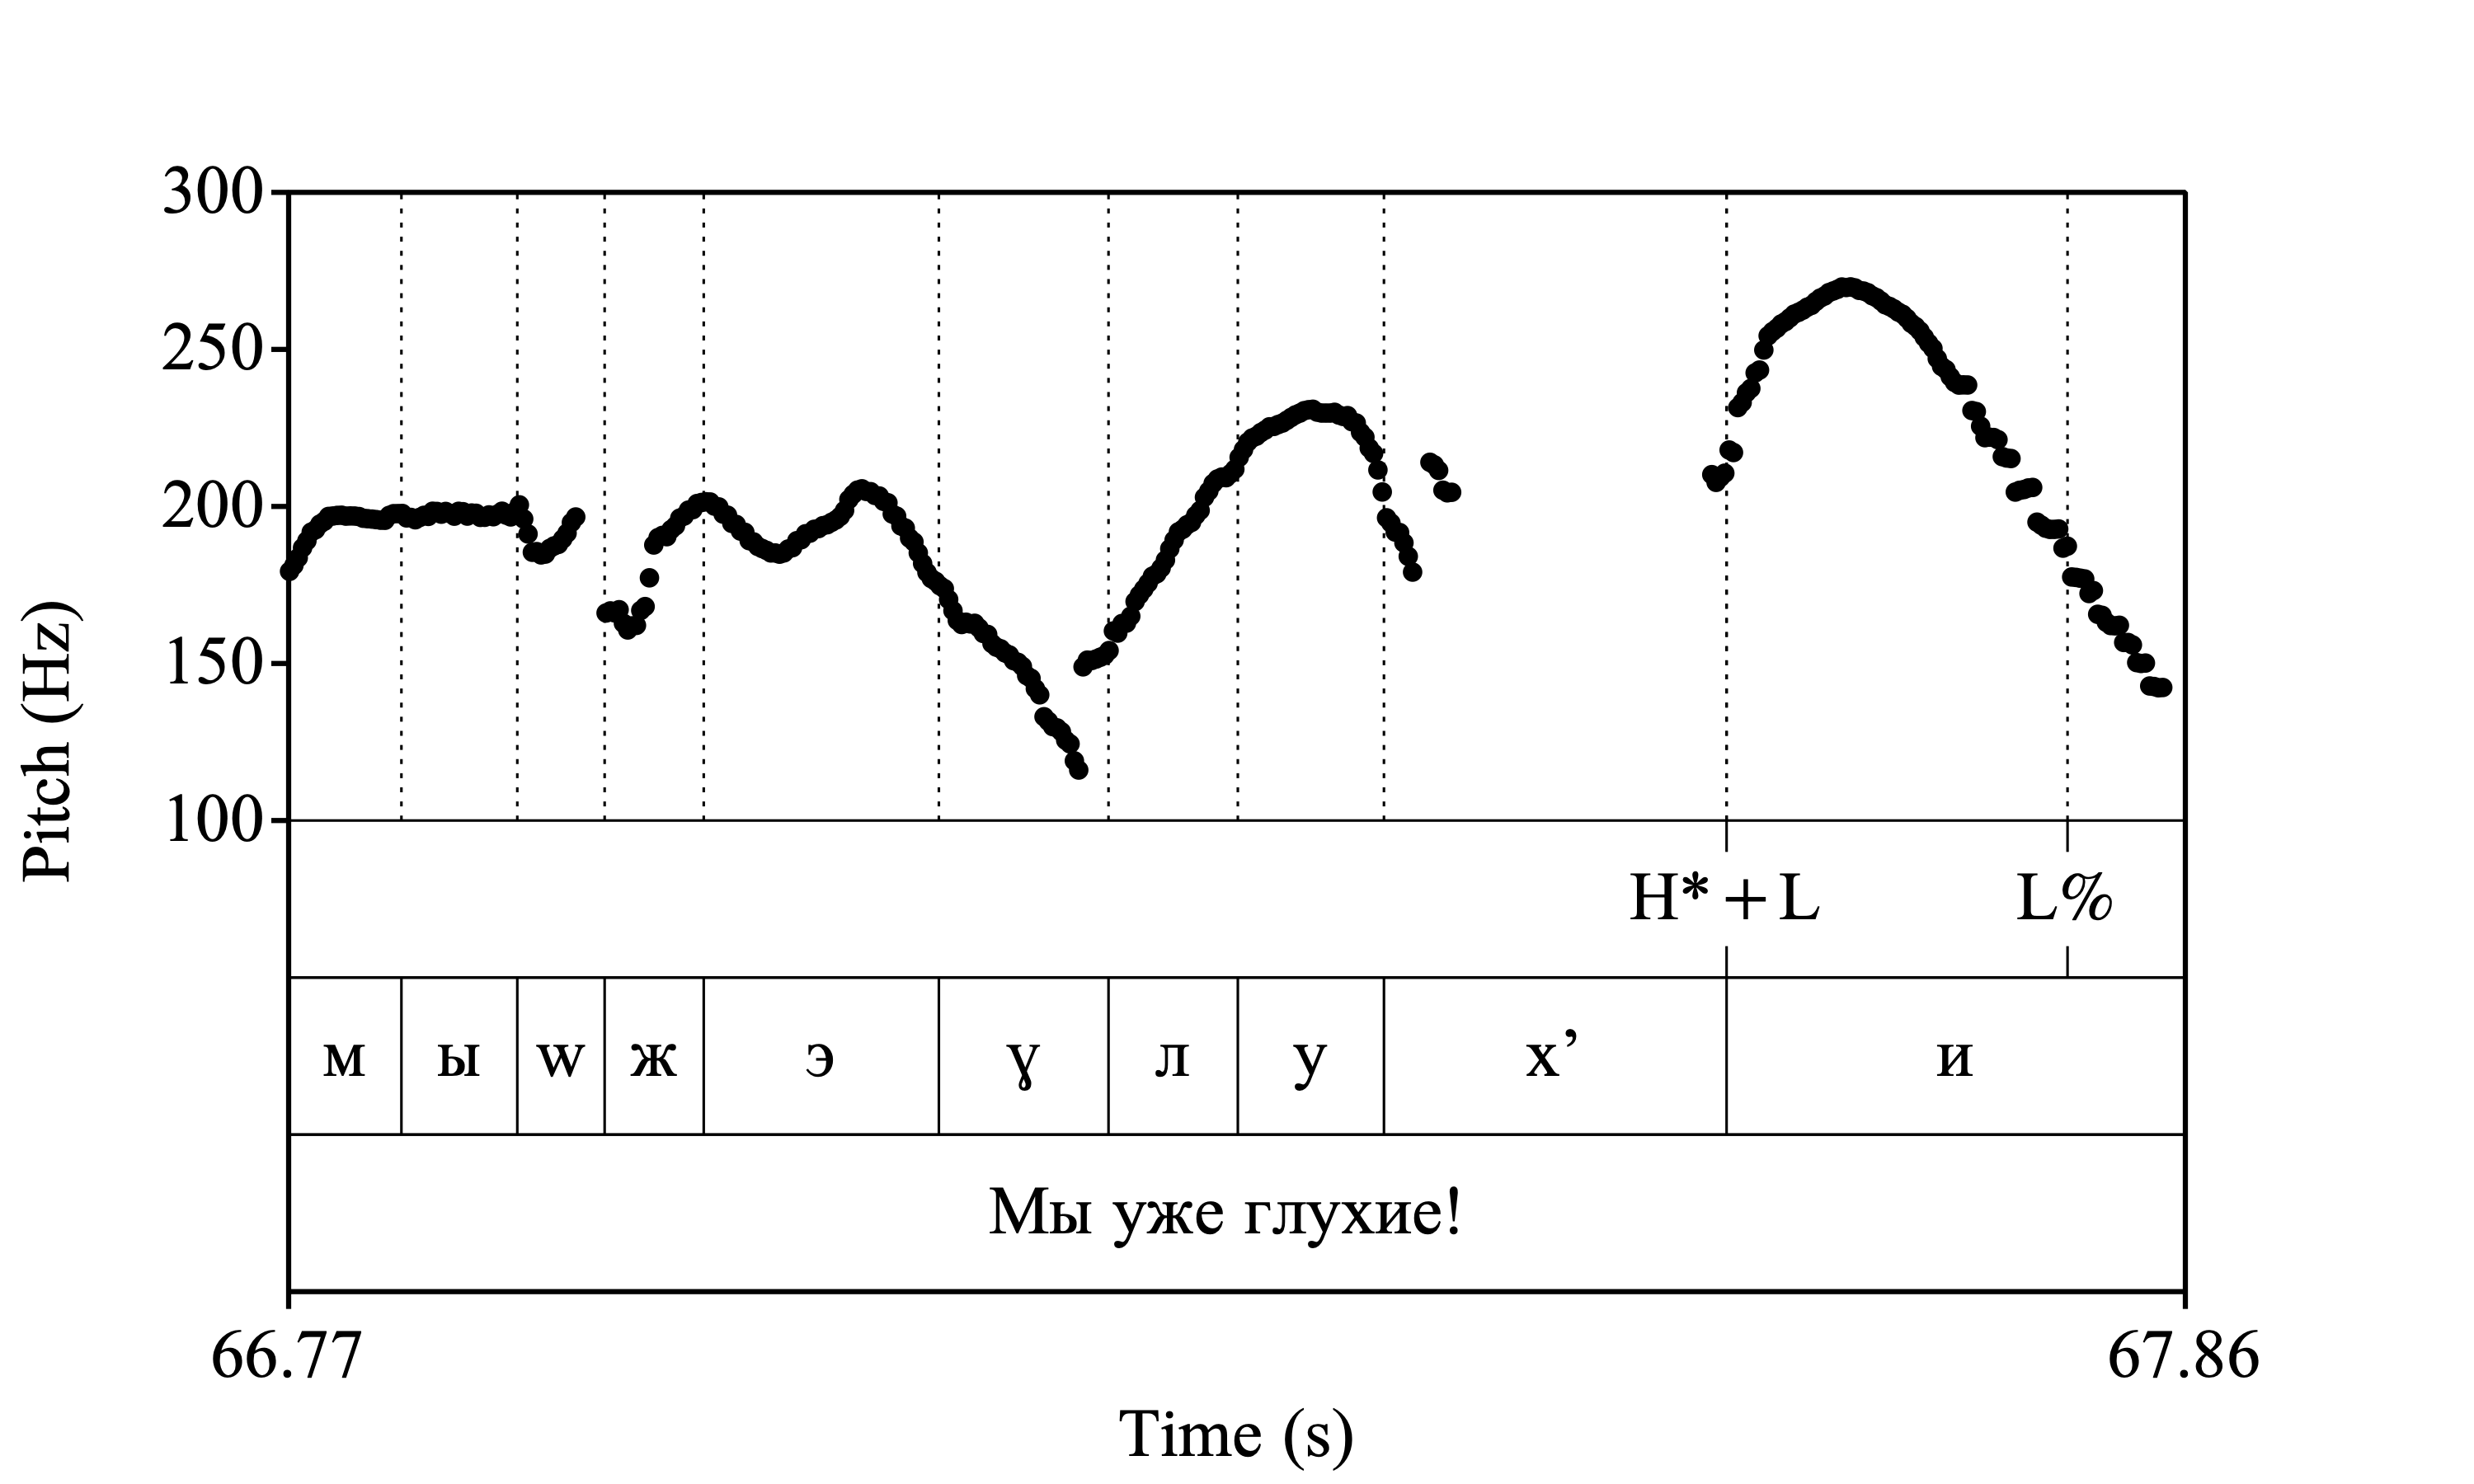 300
250
200
150
100
Pitch (Hz)
H*+L L%
м ы w ж э ɣ л у х’ и
Мы уже глухие!
66.77 67.86
Time (s)